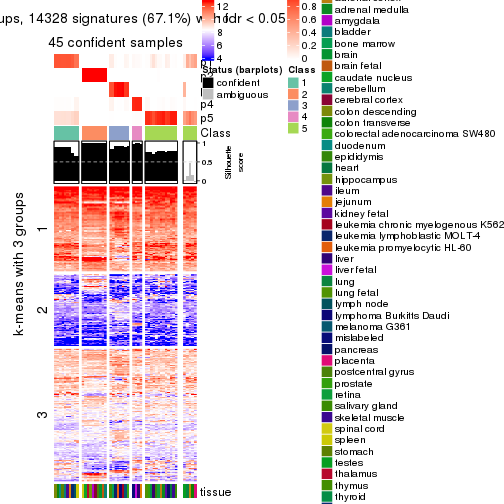 ups, 14328 signatures (67.1%) with fdr < 0.05
45 confident samples
p4
p5
Class
1
0.5
0
Silhouette
score
k-means with 3 groups
1
2
3
tissue
12
10
8
6
4
0.8
0.6
0.4
0.2
0
Status (barplots)
confident
ambiguous
Class
1
2
3
4
5
adrenal medulla
amygdala
bladder
bone marrow
brain
brain fetal
caudate nucleus
cerebellum
cerebral cortex
colon descending
colon transverse
colorectal adenocarcinoma SW480
duodenum
epididymis
heart
hippocampus
ileum
jejunum
kidney fetal
leukemia chronic myelogenous K562
leukemia lymphoblastic MOLT-4
leukemia promyelocytic HL-60
liver
liver fetal
lung
lung fetal
lymph node
lymphoma Burkitts Daudi
melanoma G361
mislabeled
pancreas
placenta
postcentral gyrus
prostate
retina
salivary gland
skeletal muscle
spinal cord
spleen
stomach
testes
thalamus
thymus
thyroid